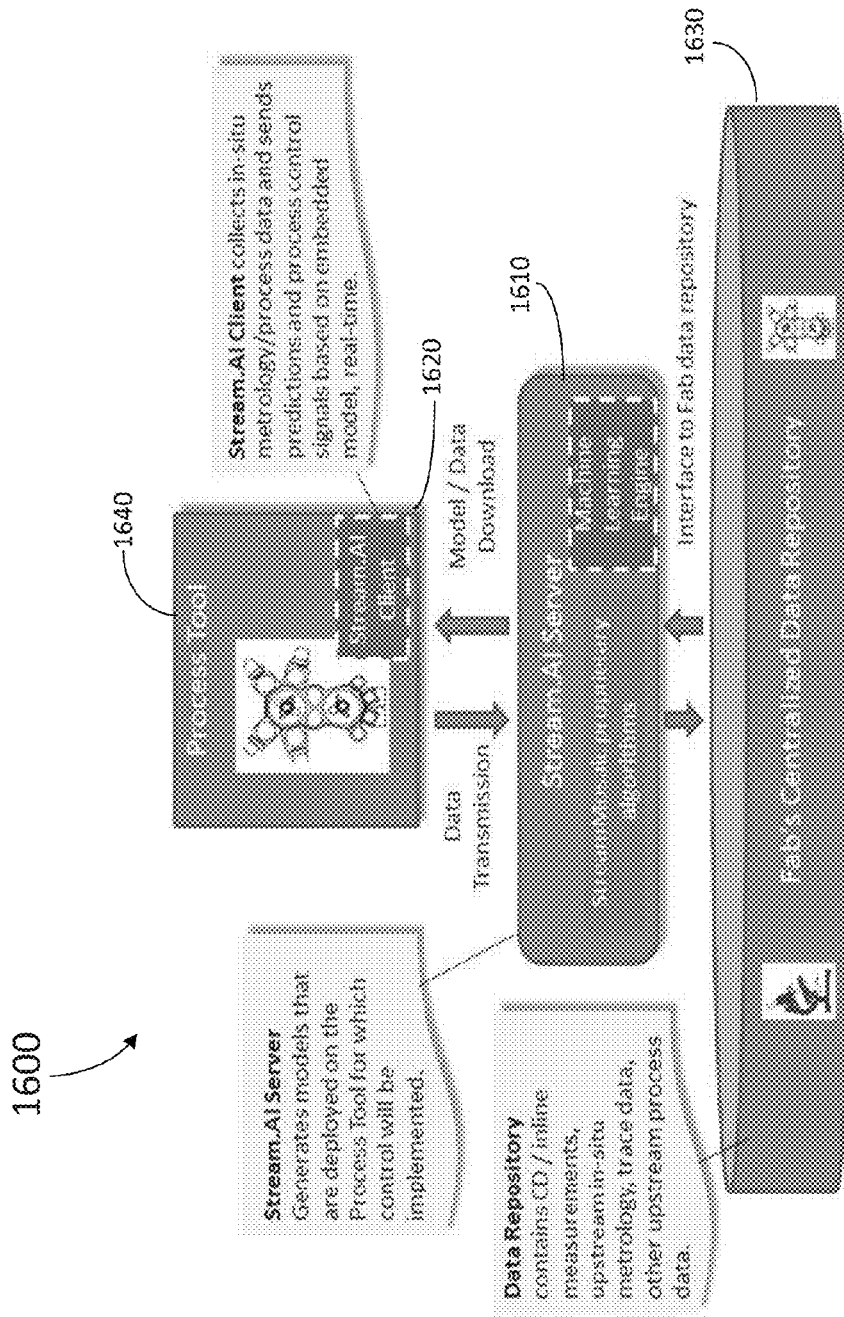 1600
Stream.AI Server
Generates models that
are deployed on the
Process Tool for which
control will be
implemented.
Data Repository
contains CD / inline
measurements,
upstream in-situ
metrology, trace data,
other upstream process
data.
1640
Process Tool
Stream.AI
Client
1620
Stream.AI Client collects in-situ
metrology/process data and sends
predictions and process control
signals based on embedded
model, real-time.
Data
Transmission
Model / Data
Download
1610
Stream.AI Server
proprietary
algorithms
Machine
Learning
Engine
Interface to Fab data repository
1630
Fab's Centralized Data Repository